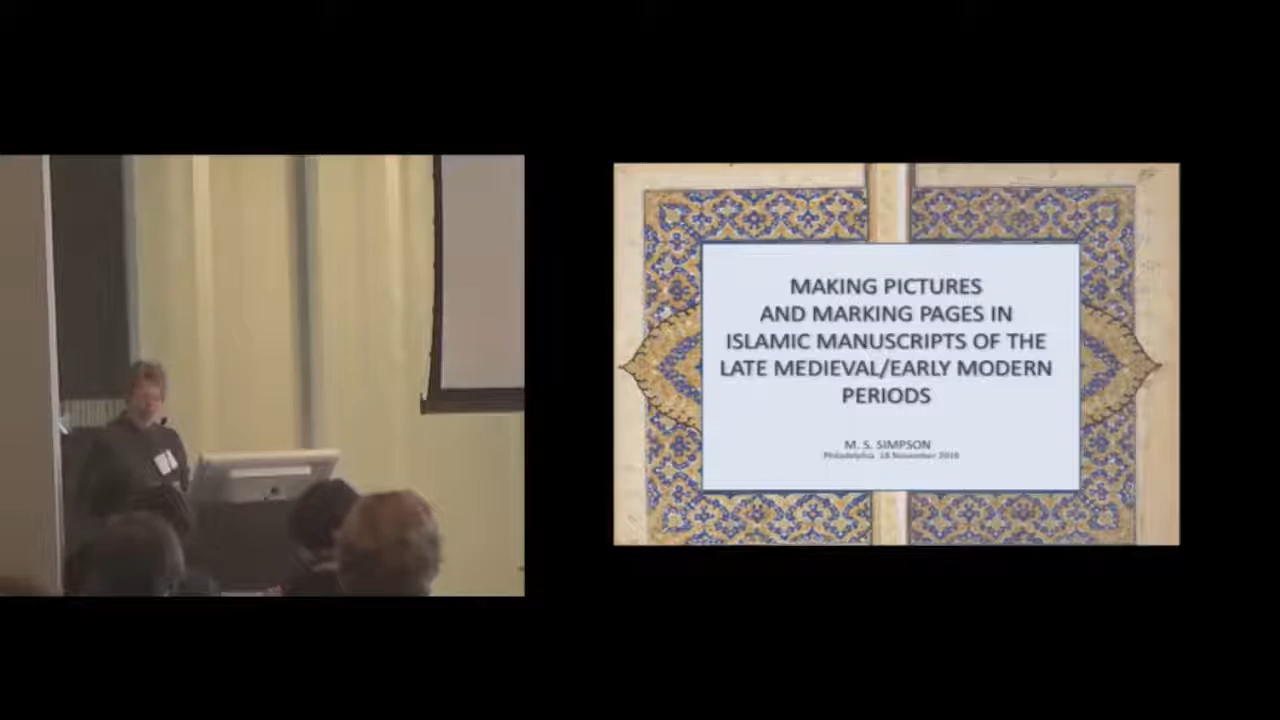 MAKING PICTURES
AND MARKING PAGES IN
ISLAMIC MANUSCRIPTS OF THE
LATE MEDIEVAL/EARLY MODERN
PERIODS
M. S. SIMPSON
Philadelphia 18 November 2016